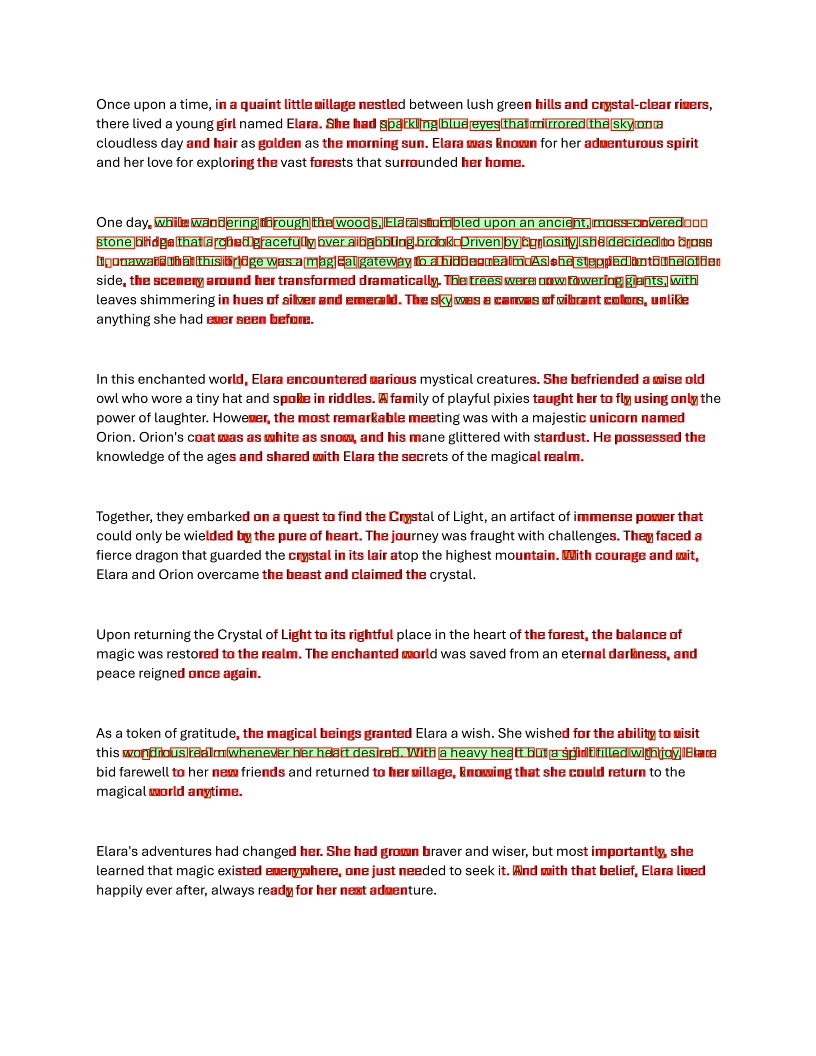 Once upon a time, in a quaint little village nestled between lush green hills and crystal-clear rivers,
there lived a young girl named Elara. She had sparkling blue eyes that mirrored the sky on a
cloudless day and hair as golden as the morning sun. Elara was known for her adventurous spirit
and her love for exploring the vast forests that surrounded her home.
One day, while wandering through the woods, Elara stumbled upon an ancient, moss-covered
stone bridge that arched gracefully over a babbling brook. Driven by curiosity, she decided to cross
it, unaware that this bridge was a magical gateway to a hidden realm. As she stepped onto the other
side, the scenery around her transformed dramatically. The trees were now towering giants, with
leaves shimmering in hues of silver and emerald. The sky was a canvas of vibrant colors, unlike
anything she had ever seen before.
In this enchanted world, Elara encountered various mystical creatures. She befriended a wise old
owl who wore a tiny hat and spoke in riddles. A family of playful pixies taught her to fly using only the
power of laughter. However, the most remarkable meeting was with a majestic unicorn named
Orion. Orion's coat was as white as snow, and his mane glittered with stardust. He possessed the
knowledge of the ages and shared with Elara the secrets of the magical realm.
Together, they embarked on a quest to find the Crystal of Light, an artifact of immense power that
could only be wielded by the pure of heart. The journey was fraught with challenges. They faced a
fierce dragon that guarded the crystal in its lair atop the highest mountain. With courage and wit,
Elara and Orion overcame the beast and claimed the crystal.
Upon returning the Crystal of Light to its rightful place in the heart of the forest, the balance of
magic was restored to the realm. The enchanted world was saved from an eternal darkness, and
peace reigned once again.
As a token of gratitude, the magical beings granted Elara a wish. She wished for the ability to visit
this wondrous realm whenever her heart desired. With a heavy heart but a spirit filled with joy, Elara
bid farewell to her new friends and returned to her village, knowing that she could return to the
magical world anytime.
Elara's adventures had changed her. She had grown braver and wiser, but most importantly, she
learned that magic existed everywhere, one just needed to seek it. And with that belief, Elara lived
happily ever after, always ready for her next adventure.